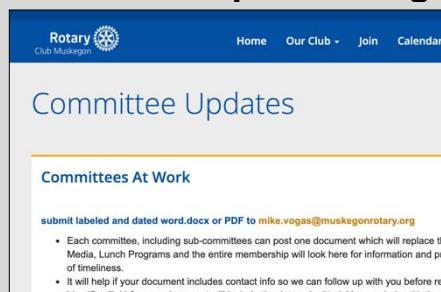 Rotary
Club Muskegon
Home Our Club Join Calendar
Committee Updates
Committees At Work
submit labeled and dated word.docx or PDF to mike.vogas@muskegonrotary.org
• Each committee, including sub-committees can post one document which will replace
Media, Lunch Programs and the entire membership will look here for information and
of timeliness.
• It will help if your document includes contact info so we can follow up with you before